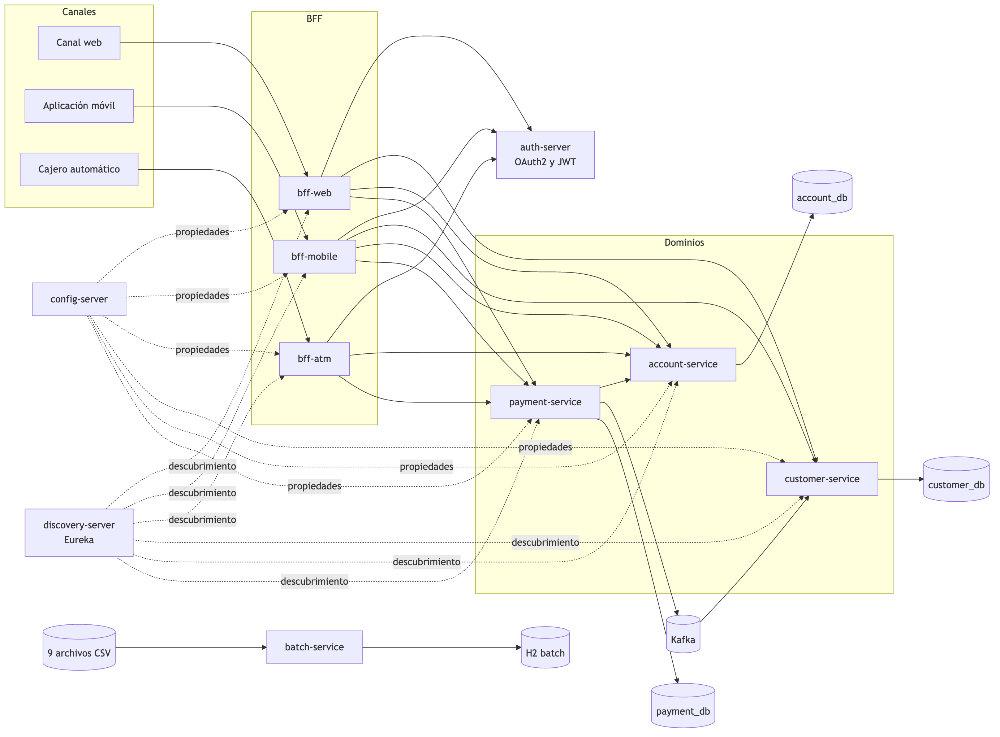 Canales
Canal web
Aplicación móvil
Cajero automático
BFF
bff-web
bff-mobile
bff-atm
auth-server
OAuth2 y JWT
account_db
Dominios
account-service
payment-service
customer-service
customer_db
config-server
propiedades
propiedades
propiedades
propiedades
propiedades
propiedades
discovery-server
Eureka
descubrimiento
descubrimiento
descubrimiento
descubrimiento
descubrimiento
descubrimiento
9 archivos CSV
batch-service
H2 batch
Kafka
payment_db